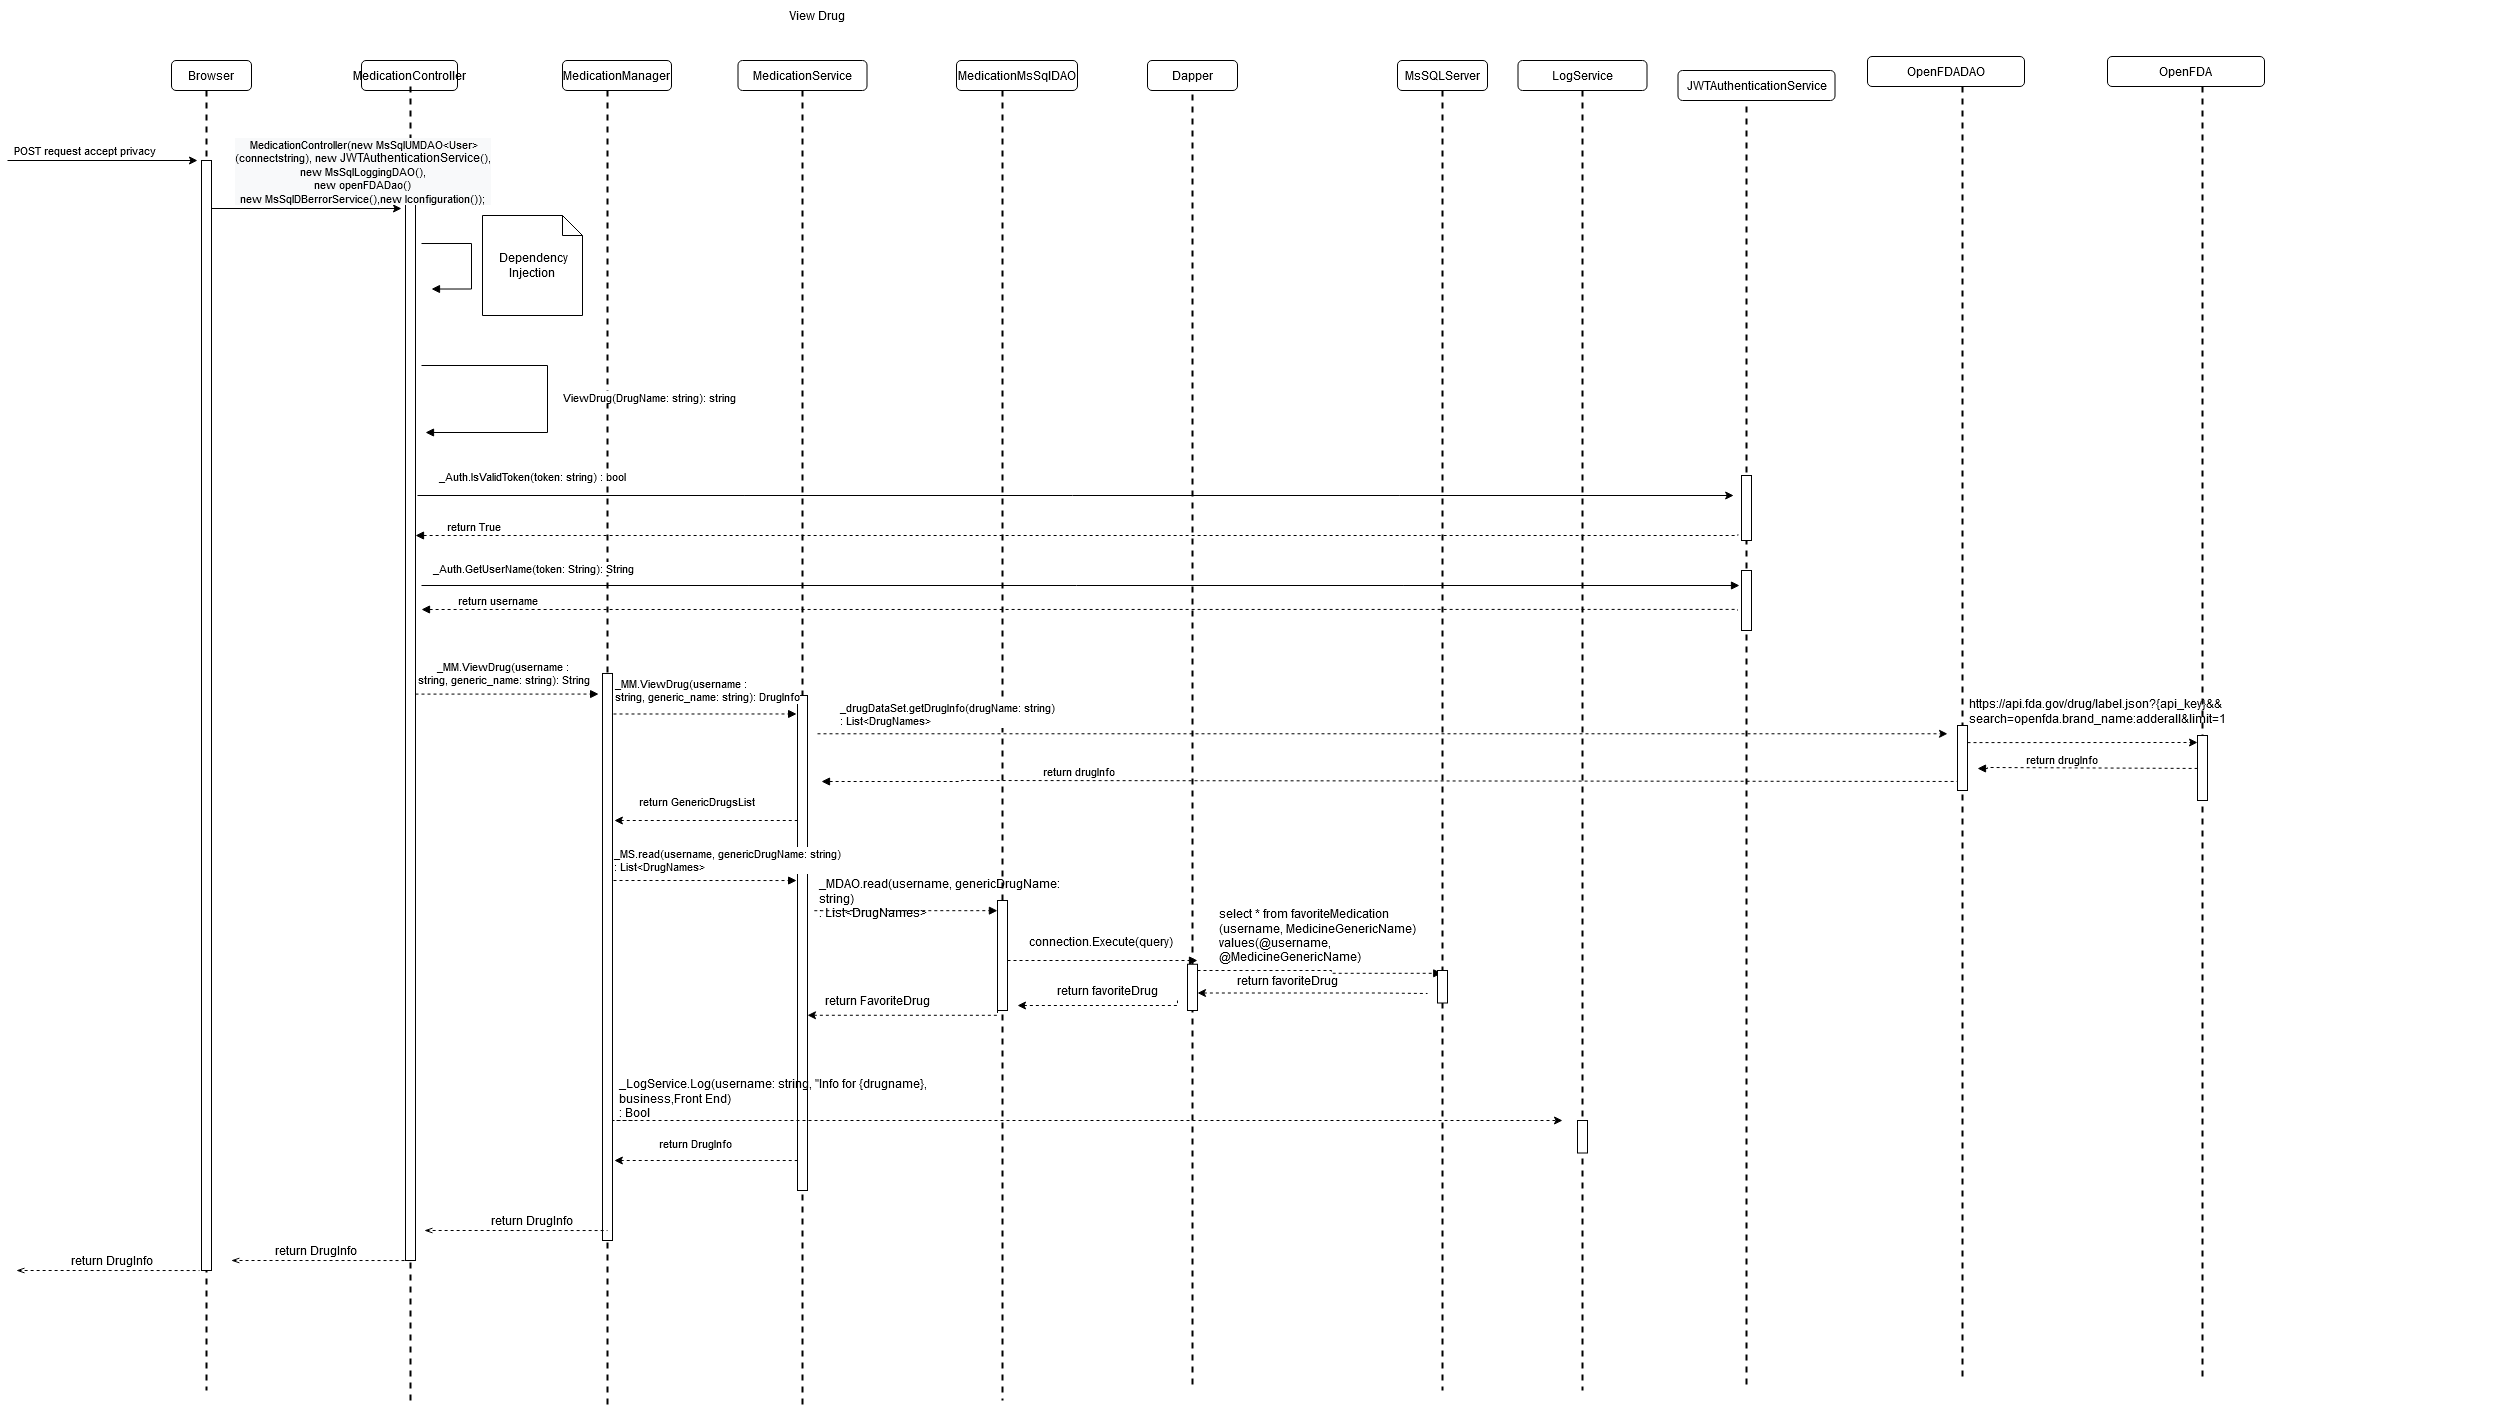 View Drug
Browser
MedicationController
MedicationManager
MedicationService
MedicationMsSqlDAO
Dapper
MsSQLServer
LogService
JWTAuthenticationService
OpenFDADAO
OpenFDA
POST request accept privacy
MedicationController(new MsSqlUMDAO<User>
(connectstring), new JWTAuthenticationService(),
new MsSqlLoggingDAO(),
new openFDADao()
new MsSqlDBerrorService(),new Iconfiguration());
Dependency
Injection
ViewDrug(DrugName: string): string
_Auth.IsValidToken(token: string) : bool
return True
_Auth.GetUserName(token: String): String
return username
_MM.ViewDrug(username :
string, generic_name: string): String
_MM.ViewDrug(username :
string, generic_name: string): DrugInfo
_drugDataSet.getDrugInfo(drugName: string)
: List<DrugNames>
https://api.fda.gov/drug/label.json?{api_key}&&
search=openfda.brand_name:adderall&limit=1
return drugInfo
return drugInfo
return GenericDrugsList
_MS.read(username, genericDrugName: string)
: List<DrugNames>
_MDAO.read(username, genericDrugName:
string)
: List<DrugNames>
connection.Execute(query)
select * from favoriteMedication
(username, MedicineGenericName)
values(@username,
@MedicineGenericName)
return favoriteDrug
return favoriteDrug
return FavoriteDrug
_LogService.Log(username: string, "Info for {drugname},
business,Front End)
: Bool
return DrugInfo
return DrugInfo
return DrugInfo
return DrugInfo